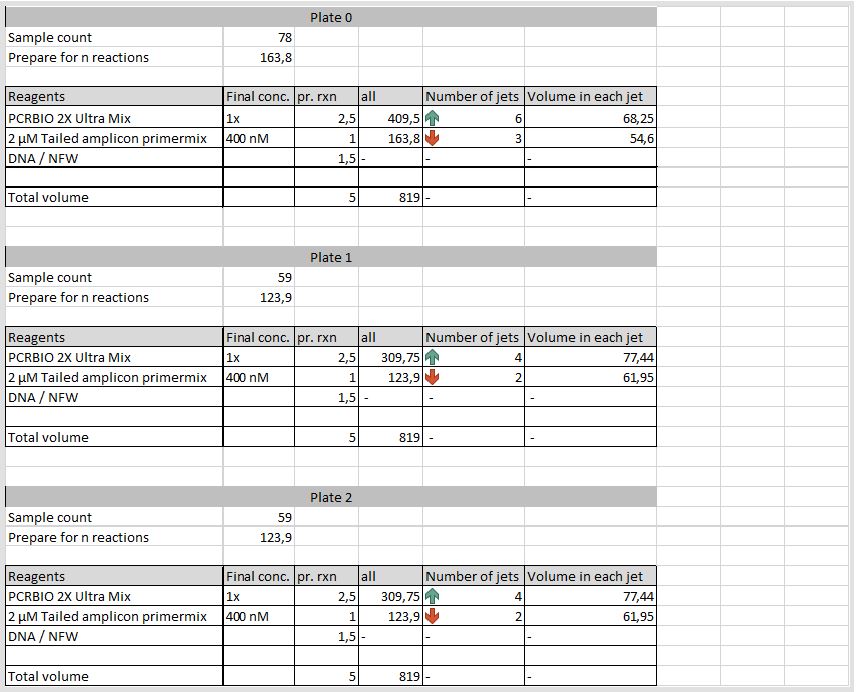 Plate 0
Sample count 78
Prepare for n reactions 163,8
Reagents Final conc. pr. rxn all Number of jets Volume in each jet
PCRBIO 2X Ultra Mix 1x 2,5 409,5 6 68,25
2 µM Tailed amplicon primermix 400 nM 1 163,8 3 54,6
DNA / NFW 1,5 - - -
Total volume 5 819 - -
Plate 1
Sample count 59
Prepare for n reactions 123,9
Reagents Final conc. pr. rxn all Number of jets Volume in each jet
PCRBIO 2X Ultra Mix 1x 2,5 309,75 4 77,44
2 µM Tailed amplicon primermix 400 nM 1 123,9 2 61,95
DNA / NFW 1,5 - - -
Total volume 5 819 - -
Plate 2
Sample count 59
Prepare for n reactions 123,9
Reagents Final conc. pr. rxn all Number of jets Volume in each jet
PCRBIO 2X Ultra Mix 1x 2,5 309,75 4 77,44
2 µM Tailed amplicon primermix 400 nM 1 123,9 2 61,95
DNA / NFW 1,5 - - -
Total volume 5 819 - -